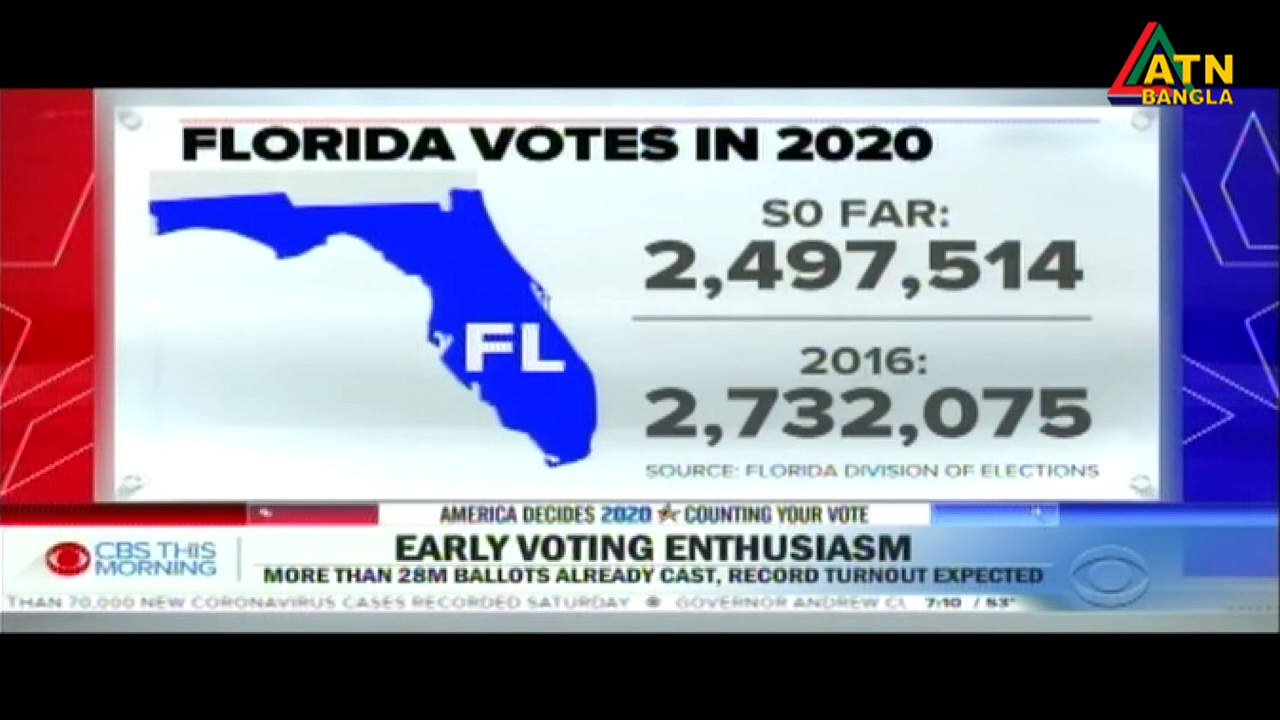 ATN
BANGLA
FLORIDA VOTES IN 2020
SO FAR:
2,497,514
FL
2016:
2,732,075
SOURCE: FLORIDA DIVISION OF ELECTIONS
AMERICA DECIDES 2020 COUNTING YOUR VOTE
CBS THIS
MORNING
EARLY VOTING ENTHUSIASM
MORE THAN 28M BALLOTS ALREADY CAST, RECORD TURNOUT EXPECTED
THAN 70,000 NEW CORONAVIRUS CASES RECORDED SATURDAY GOVERNOR ANDREW 7:10 / 53°